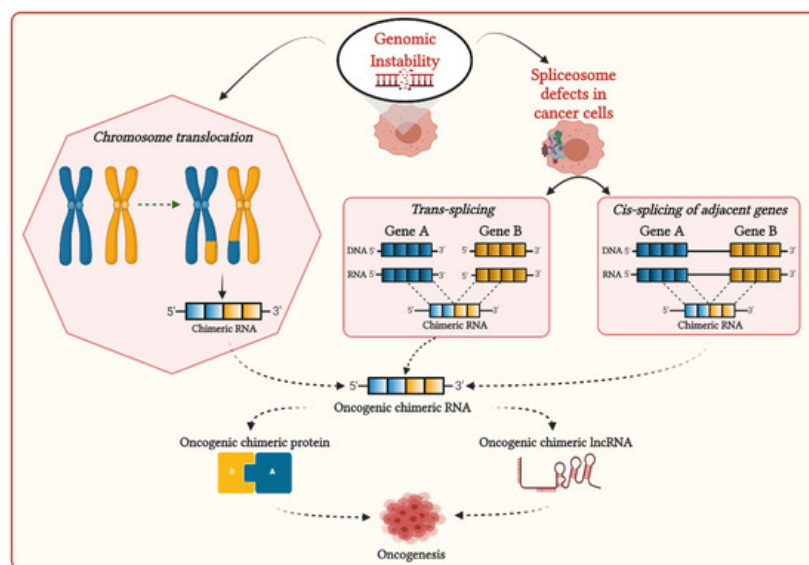 Genomic
Instability
Spliceosome
defects in
cancer cells
Chromosome translocation
5'
3'
Chimeric RNA
Trans-splicing
Gene A
Gene B
DNA 5'
3' 5'
3'
RNA 5'
3' 5'
3'
5'
3'
Chimeric RNA
Cis-splicing of adjacent genes
Gene A
Gene B
DNA 5'
3'
RNA 5'
3'
5'
3'
Chimeric RNA
5'
3'
Oncogenic chimeric RNA
Oncogenic chimeric protein
B
A
Oncogenic chimeric lncRNA
Oncogenesis